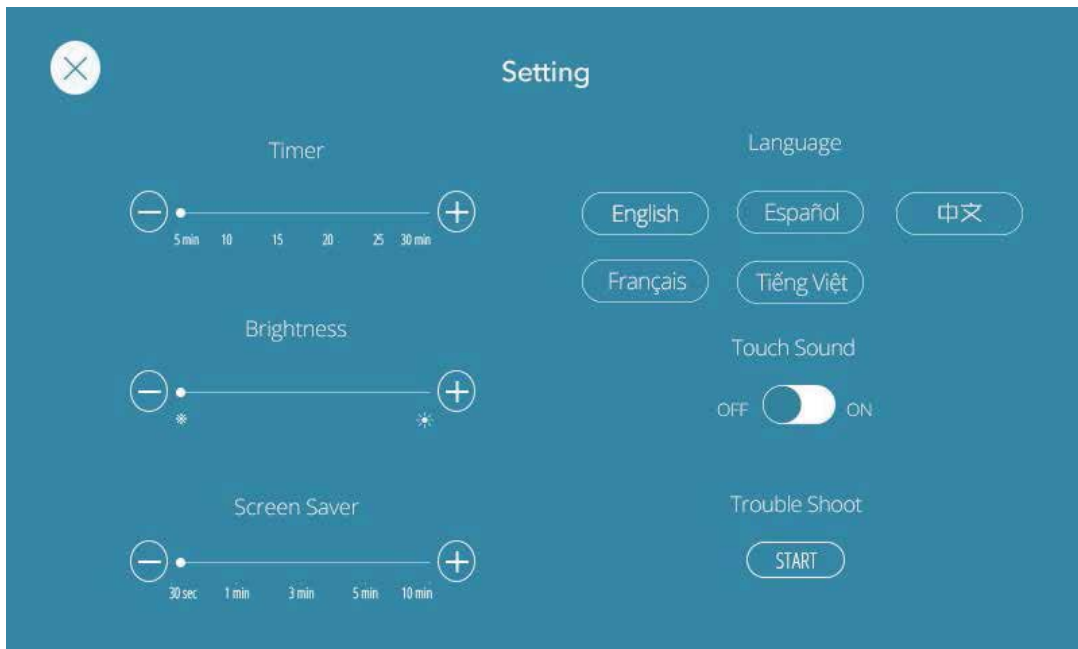 Setting
Timer
5 min 10 15 20 25 30 min
Brightness
Screen Saver
30 sec 1 min 3 min 5 min 10 min
Language
English Español 中文
Français Tiếng Việt
Touch Sound
OFF ON
Trouble Shoot
START